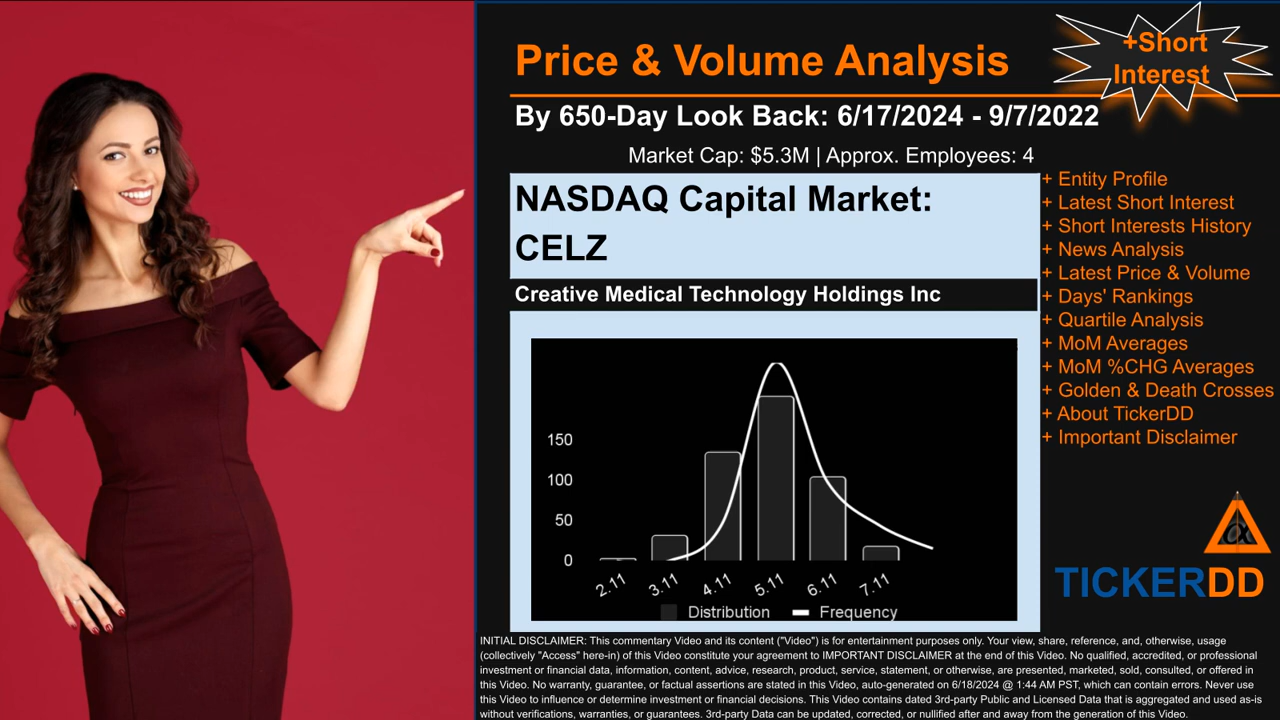 Price & Volume Analysis
+Short
Interest
By 650-Day Look Back: 6/17/2024 - 9/7/2022
Market Cap: $5.3M | Approx. Employees: 4
NASDAQ Capital Market:
CELZ
Creative Medical Technology Holdings Inc
150
100
50
0
2.11 3.11 4.11 5.11 6.11 7.11
Distribution Frequency
+ Entity Profile
+ Latest Short Interest
+ Short Interests History
+ News Analysis
+ Latest Price & Volume
+ Days' Rankings
+ Quartile Analysis
+ MoM Averages
+ MoM %CHG Averages
+ Golden & Death Crosses
+ About TickerDD
+ Important Disclaimer
TICKERDD
INITIAL DISCLAIMER: This commentary Video and its content ("Video") is for entertainment purposes only. Your view, share, reference, and, otherwise, usage
(collectively "Access" here-in) of this Video constitute your agreement to IMPORTANT DISCLAIMER at the end of this Video. No qualified, accredited, or professional
investment or financial data, information, content, advice, research, product, service, statement, or otherwise, are presented, marketed, sold, consulted, or offered in
this Video. No warranty, guarantee, or factual assertions are stated in this Video, auto-generated on 6/18/2024 @ 1:44 AM PST, which can contain errors. Never use
this Video to influence or determine investment or financial decisions. This Video contains dated 3rd-party Public and Licensed Data that is aggregated and used as-is
without verifications, warranties, or guarantees. 3rd-party Data can be updated, corrected, or nullified after and away from the generation of this Video.